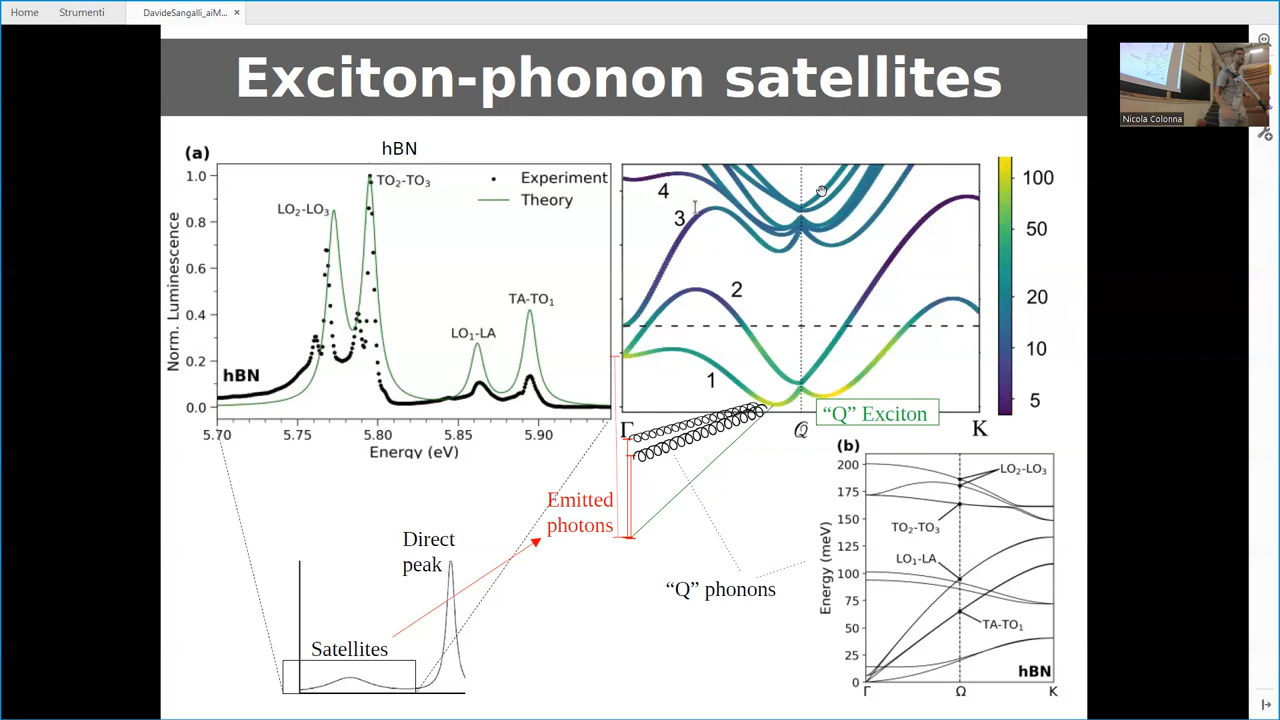 Home Strumenti DavideSangalli_aiM... ×
Exciton-phonon satellites
Nicola Colonna
(a)
hBN
Norm. Luminescence
1.0
0.8
0.6
0.4
0.2
0.0
TO₂-TO₃
LO₂-LO₃
Experiment
Theory
TA-TO₁
LO₁-LA
hBN
5.70 5.75 5.80 5.85 5.90
Energy (eV)
4
3
2
1
Γ Q K
100
50
20
10
5
"Q" Exciton
Emitted
photons
"Q" phonons
Direct
peak
Satellites
(b)
Energy (meV)
200
175
150
125
100
75
50
25
0
LO₂-LO₃
TO₂-TO₃
LO₁-LA
TA-TO₁
hBN
Γ Ω K